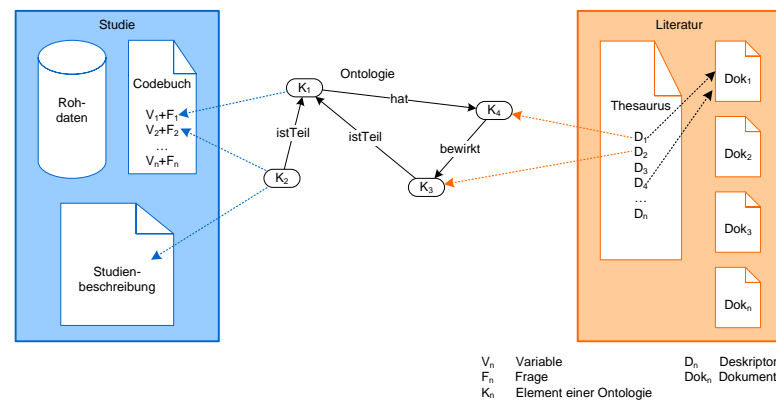 Studie
Roh-
daten
Codebuch
V₁+F₁
V₂+F₂
...
Vₙ+Fₙ
Studien-
beschreibung
Ontologie
K₁
hat
K₄
istTeil
istTeil
bewirkt
K₂
K₃
Literatur
Thesaurus
D₁
D₂
D₃
D₄
...
Dₙ
Dok₁
Dok₂
Dok₃
Dokₙ
Vₙ Variable Dₙ Deskriptor
Fₙ Frage Dokₙ Dokument
Kₙ Element einer Ontologie